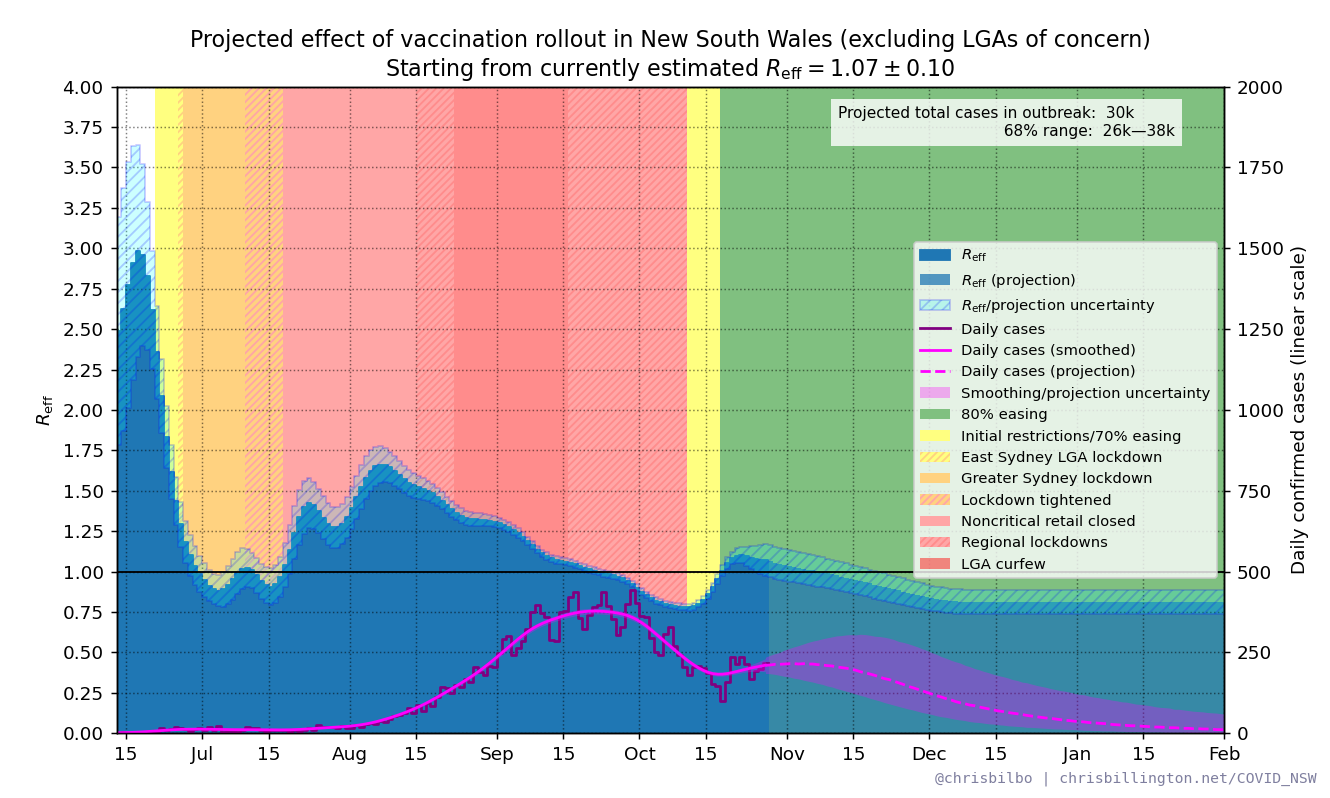 Projected effect of vaccination rollout in New South Wales (excluding LGAs of concern)
Starting from currently estimated Reff = 1.07 ± 0.10
Projected total cases in outbreak: 30k
68% range: 26k—38k
4.00
3.75
3.50
3.25
3.00
2.75
2.50
2.25
2.00
1.75
1.50
1.25
1.00
0.75
0.50
0.25
0.00
Reff
2000
1750
1500
1250
1000
750
500
250
0
Daily confirmed cases (linear scale)
Reff
Reff (projection)
Reff/projection uncertainty
Daily cases
Daily cases (smoothed)
Daily cases (projection)
Smoothing/projection uncertainty
80% easing
Initial restrictions/70% easing
East Sydney LGA lockdown
Greater Sydney lockdown
Lockdown tightened
Noncritical retail closed
Regional lockdowns
LGA curfew
15 Jul 15 Aug 15 Sep 15 Oct 15 Nov 15 Dec 15 Jan 15 Feb
@chrisbilbo | chrisbillington.net/COVID_NSW